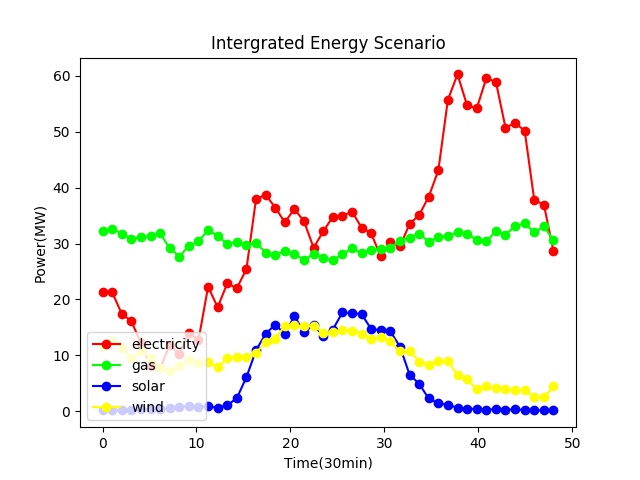 Intergrated Energy Scenario
Power(MW)
60
50
40
30
20
10
0
electricity
gas
solar
wind
0 10 20 30 40 50
Time(30min)